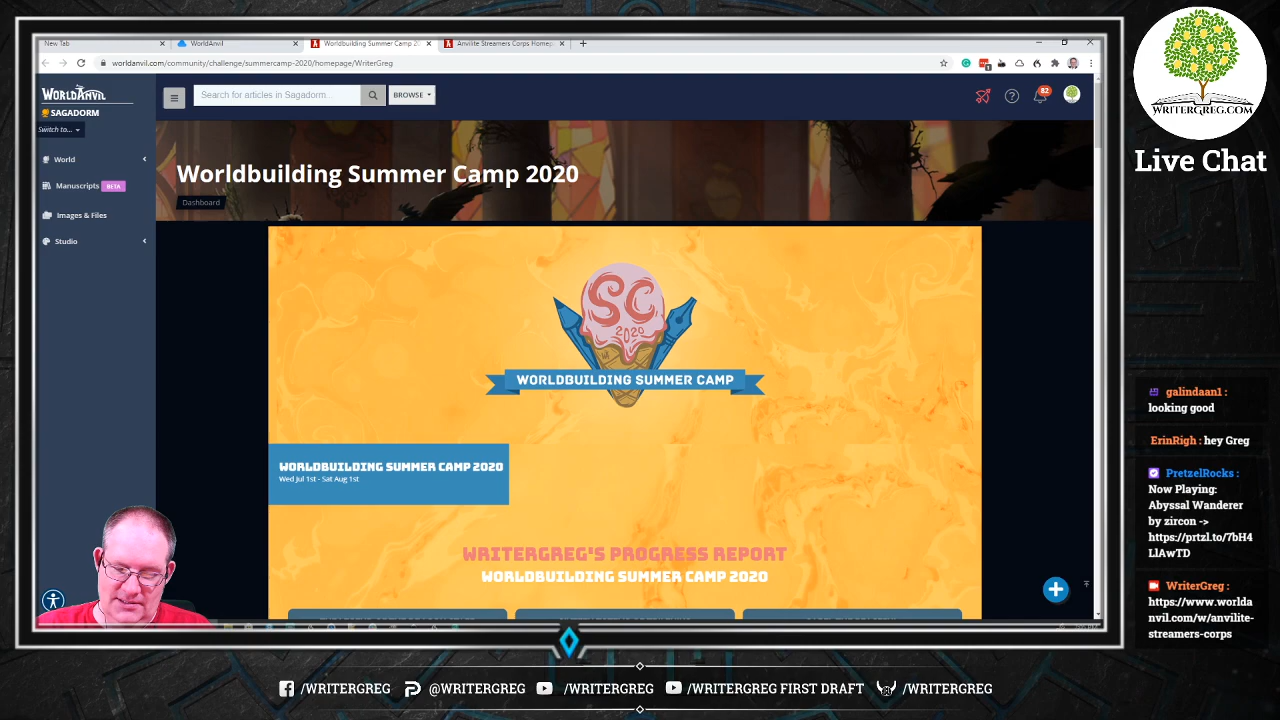 New Tab
WorldAnvil
Worldbuilding Summer Camp 20
Anvilite Streamers Corps Home
worldanvil.com/community/challenge/summercamp-2020/homepage/WriterGreg
1
WORLDANVIL
SAGADORM
Switch to...
World
Manuscripts BETA
Images & Files
Studio
Search for articles in Sagadorm...
BROWSE
82
Worldbuilding Summer Camp 2020
Dashboard
SC
2020
WORLDBUILDING SUMMER CAMP
WORLDBUILDING SUMMER CAMP 2020
Wed Jul 1st - Sat Aug 1st
WRITERGREG'S PROGRESS REPORT
WORLDBUILDING SUMMER CAMP 2020
WRITERGREG.COM
Live Chat
galindaan1 :
looking good
ErinRigh : hey Greg
PretzelRocks :
Now Playing:
Abyssal Wanderer
by zircon ->
https://prtzl.to/7bH4
LlAwTD
WriterGreg :
https://www.worlda
nvil.com/w/anvilite-
streamers-corps
/WRITERGREG
@WRITERGREG
/WRITERGREG
/WRITERGREG FIRST DRAFT
/WRITERGREG